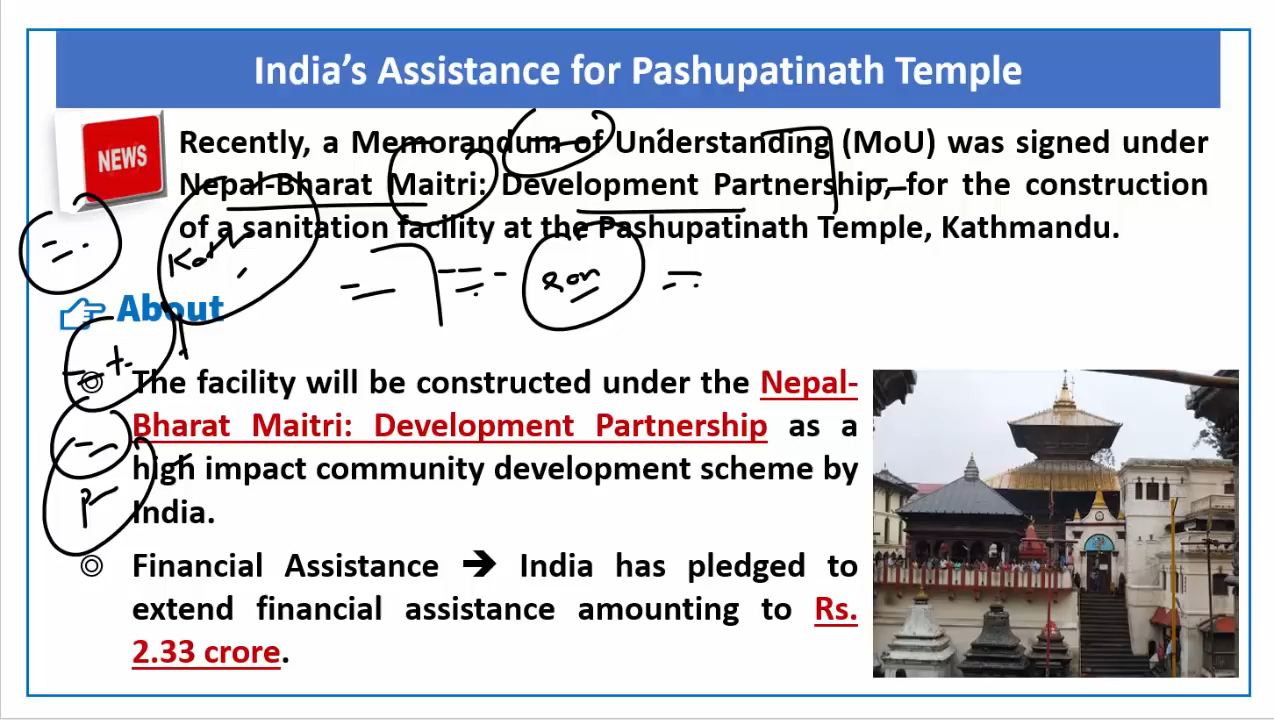 India’s Assistance for Pashupatinath Temple
NEWS
Recently, a Memorandum of Understanding (MoU) was signed under
Nepal-Bharat Maitri: Development Partnership, for the construction
of a sanitation facility at the Pashupatinath Temple, Kathmandu.
About
The facility will be constructed under the Nepal-
Bharat Maitri: Development Partnership as a
high impact community development scheme by
India.
Financial Assistance ➔ India has pledged to
extend financial assistance amounting to Rs.
2.33 crore.